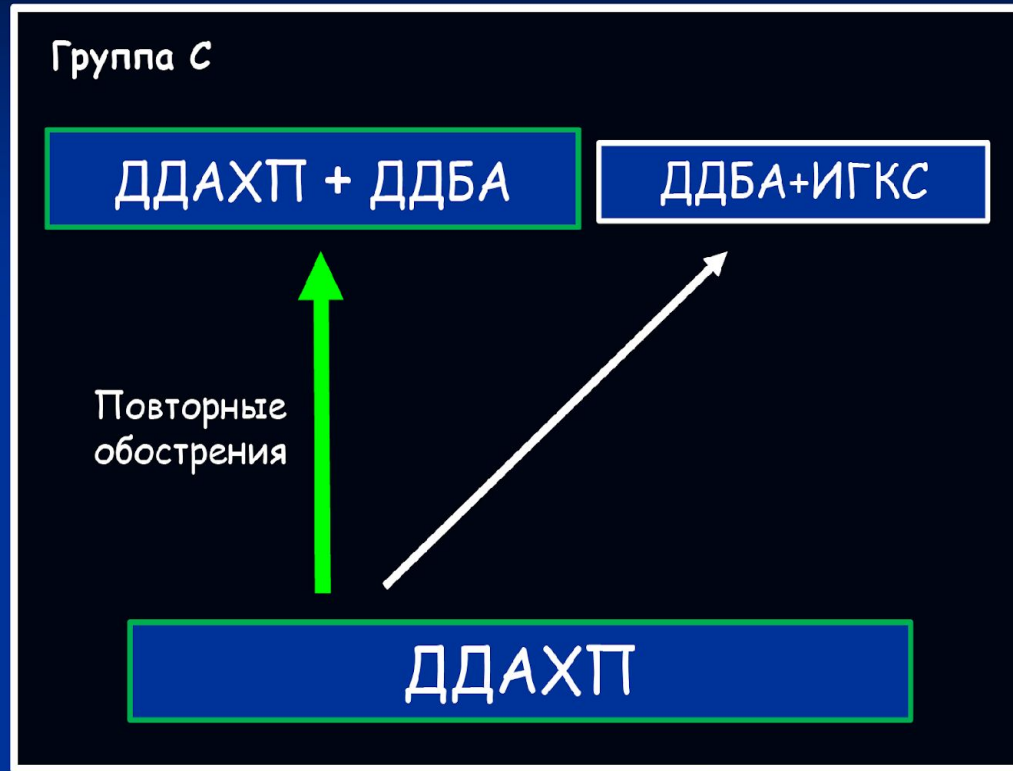 Группа С
ДДАХП + ДДБА
ДДБА+ИГКС
Повторные
обострения
ДДАХП